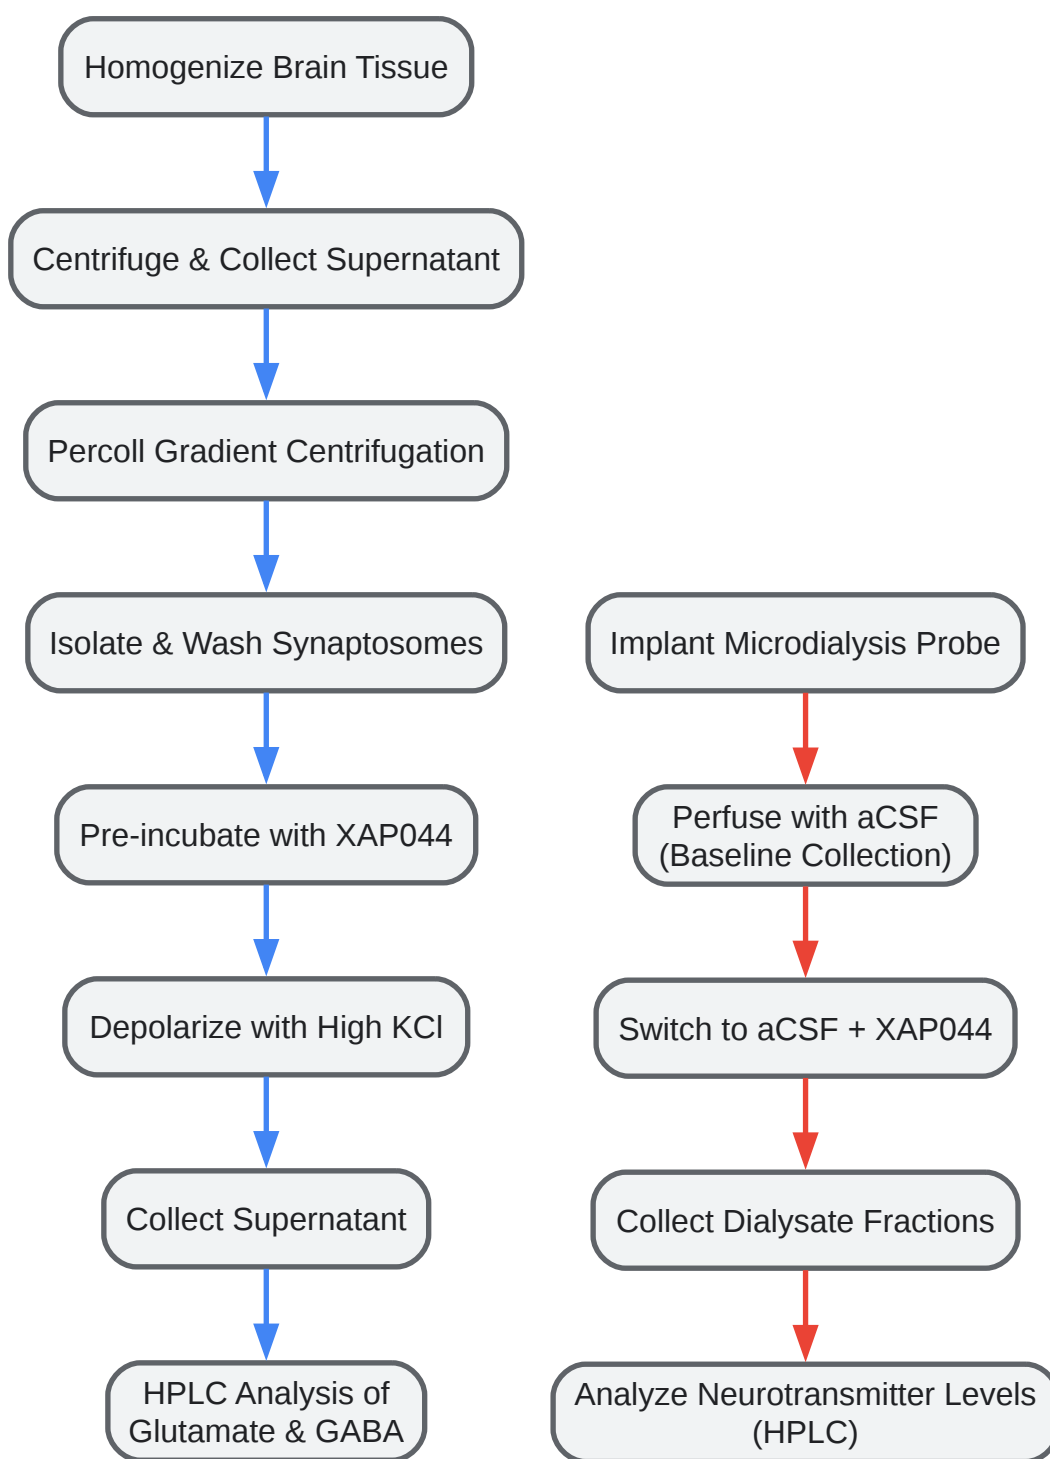 Homogenize Brain Tissue
Centrifuge & Collect Supernatant
Percoll Gradient Centrifugation
Isolate & Wash Synaptosomes
Pre-incubate with XAP044
Depolarize with High KCl
Collect Supernatant
HPLC Analysis of
Glutamate & GABA
Implant Microdialysis Probe
Perfuse with aCSF
(Baseline Collection)
Switch to aCSF + XAP044
Collect Dialysate Fractions
Analyze Neurotransmitter Levels
(HPLC)